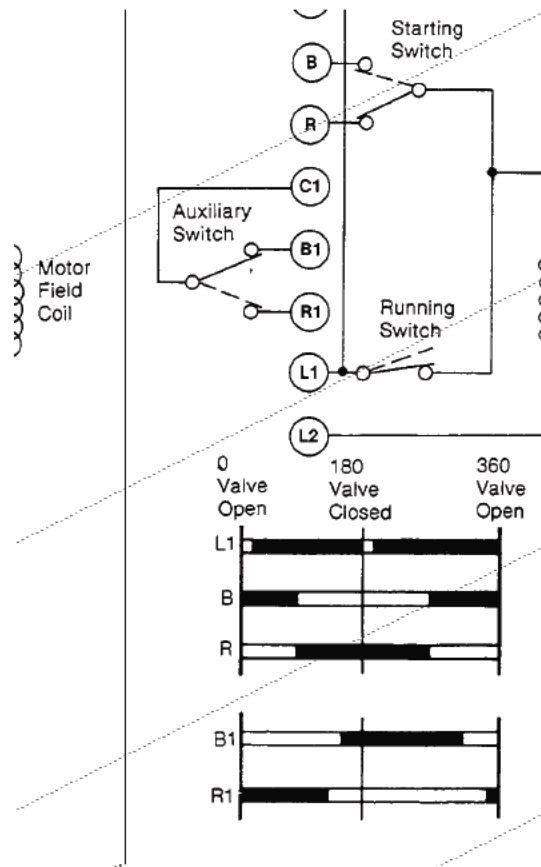 Starting
Switch
B
R
C1
Auxiliary
Switch
B1
Motor
Field
Coil
R1
Running
Switch
L1
L2
0
Valve
Open
180
Valve
Closed
360
Valve
Open
L1
B
R
B1
R1